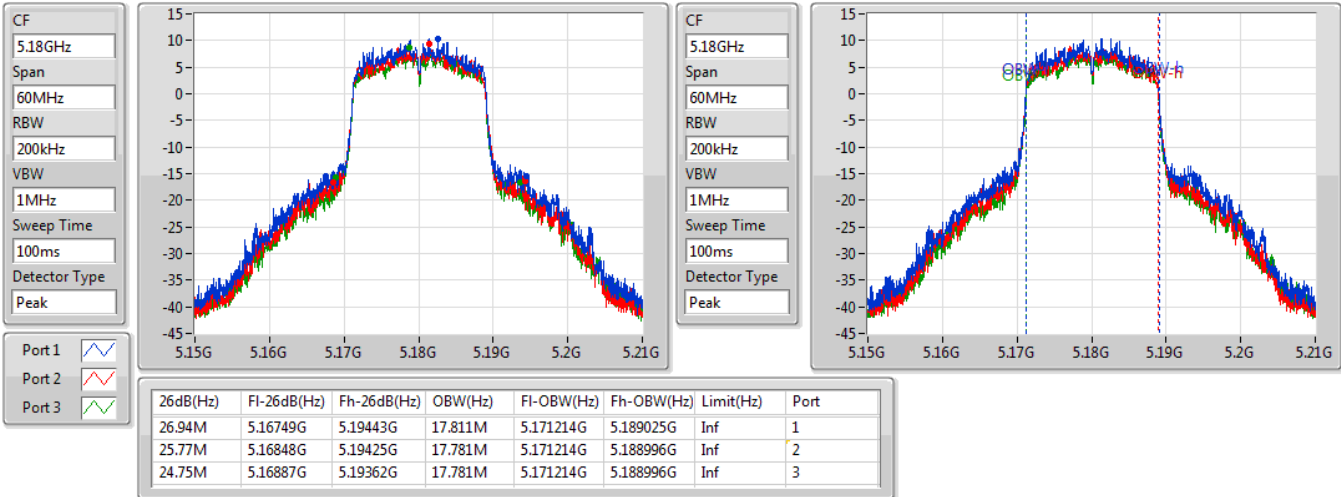 CF
5.18GHz
Span
60MHz
RBW
200kHz
VBW
1MHz
Sweep Time
100ms
Detector Type
Peak
15
10
5
0
-5
-10
-15
-20
-25
-30
-35
-40
-45
5.15G 5.16G 5.17G 5.18G 5.19G 5.2G 5.21G
CF
5.18GHz
Span
60MHz
RBW
200kHz
VBW
1MHz
Sweep Time
100ms
Detector Type
Peak
15
10
5
0
-5
-10
-15
-20
-25
-30
-35
-40
-45
5.15G 5.16G 5.17G 5.18G 5.19G 5.2G 5.21G
Port 1
Port 2
Port 3
26dB(Hz) Fl-26dB(Hz) Fh-26dB(Hz) OBW(Hz) Fl-OBW(Hz) Fh-OBW(Hz) Limit(Hz) Port
26.94M 5.16749G 5.19443G 17.811M 5.171214G 5.189025G Inf 1
25.77M 5.16848G 5.19425G 17.781M 5.171214G 5.188996G Inf 2
24.75M 5.16887G 5.19362G 17.781M 5.171214G 5.188996G Inf 3